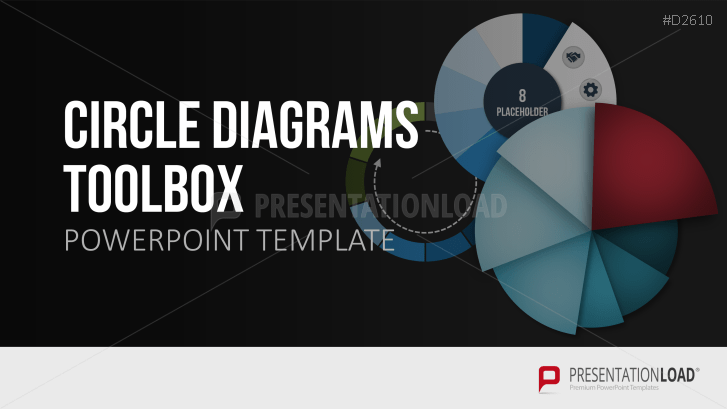 #D2610
8
PLACEHOLDER
CIRCLE DIAGRAMS
TOOLBOX
PRESENTATIONLOAD
POWERPOINT TEMPLATE
PRESENTATIONLOAD®
Premium PowerPoint Templates